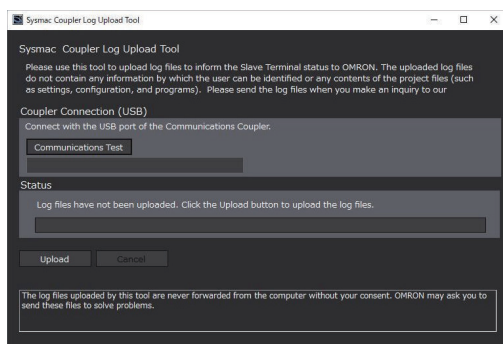 Sysmac Coupler Log Upload Tool
Sysmac Coupler Log Upload Tool
Please use this tool to upload log files to inform the Slave Terminal status to OMRON. The uploaded log files
do not contain any information by which the user can be identified or any contents of the project files (such
as settings, configuration, and programs). Please send the log files when you make an inquiry to our
Coupler Connection (USB)
Connect with the USB port of the Communications Coupler.
Communications Test
Status
Log files have not been uploaded. Click the Upload button to upload the log files.
Upload Cancel
The log files uploaded by this tool are never forwarded from the computer without your consent. OMRON may ask you to
send these files to solve problems.